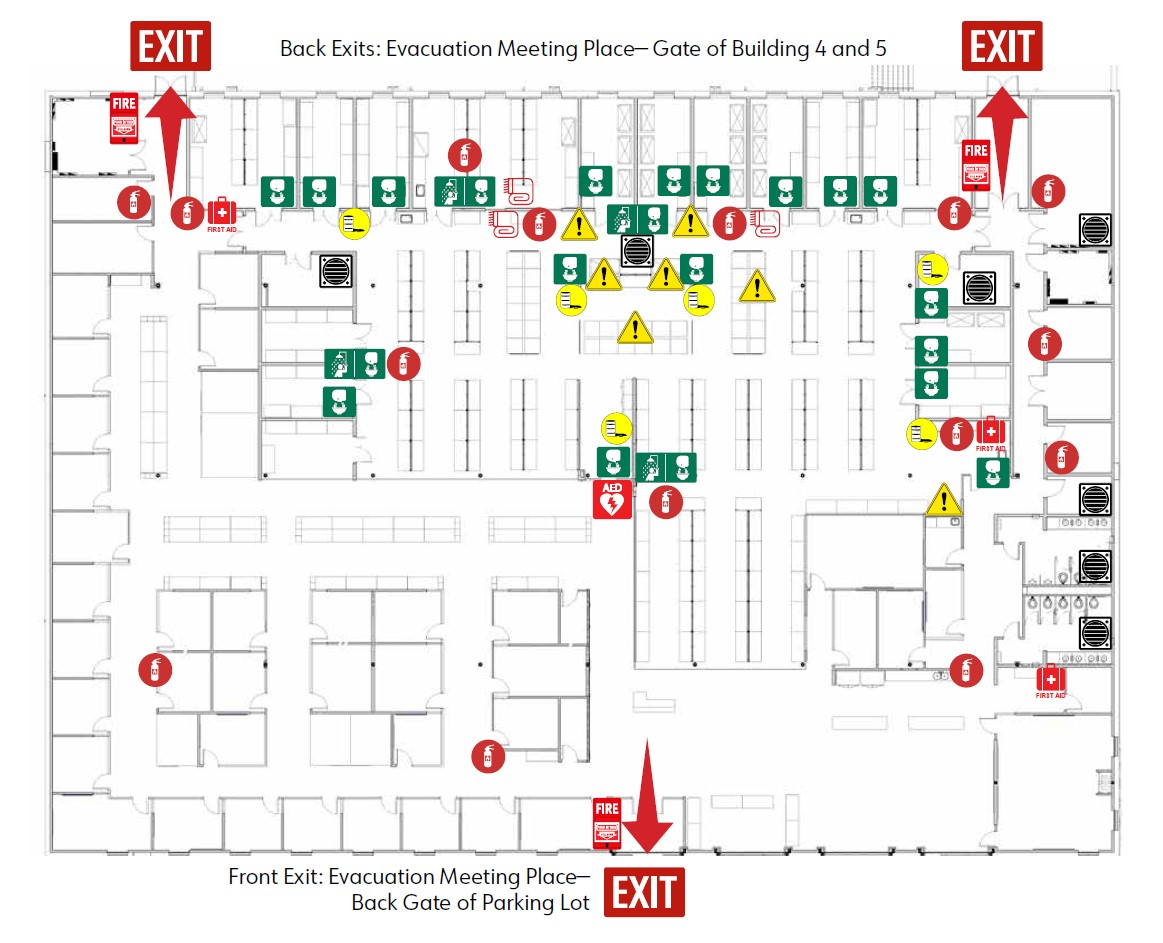 EXIT
Back Exits: Evacuation Meeting Place— Gate of Building 4 and 5
EXIT
FIRE
FIRE
FIRST AID
FIRST AID
AED
FIRST AID
FIRE
Front Exit: Evacuation Meeting Place—
Back Gate of Parking Lot
EXIT